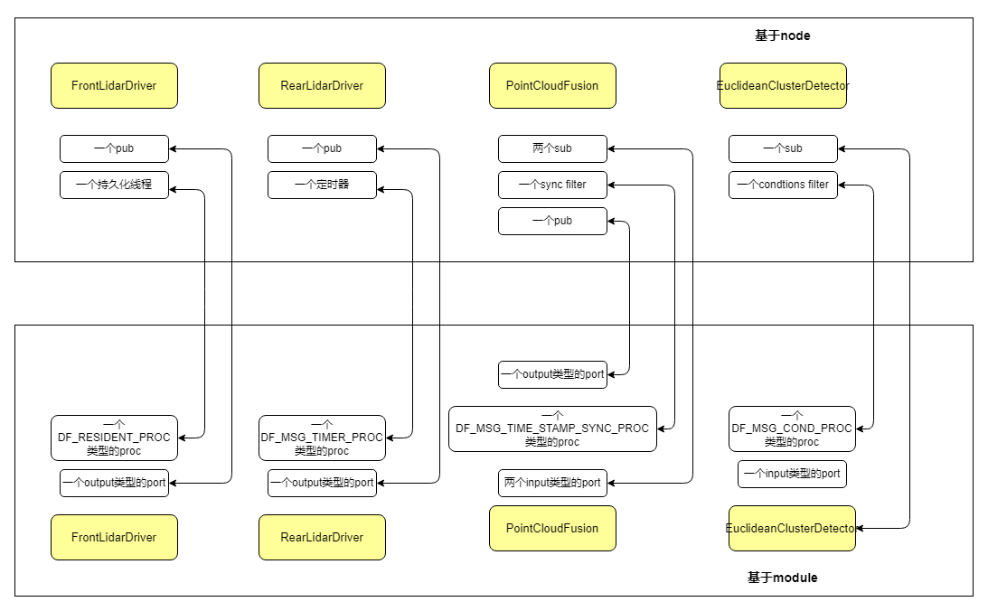 基于node
FrontLidarDriver
RearLidarDriver
PointCloudFusion
EuclideanClusterDetector
一个pub
一个pub
两个sub
一个sub
一个持久化线程
一个定时器
一个sync filter
一个condtions filter
一个pub
一个output类型的port
一个
DF_RESIDENT_PROC
类型的proc
一个
DF_MSG_TIMER_PROC
类型的proc
一个
DF_MSG_TIME_STAMP_SYNC_PROC
类型的proc
一个
DF_MSG_COND_PROC
类型的proc
一个output类型的port
一个output类型的port
两个input类型的port
一个input类型的port
FrontLidarDriver
RearLidarDriver
PointCloudFusion
EuclideanClusterDetector
基于module